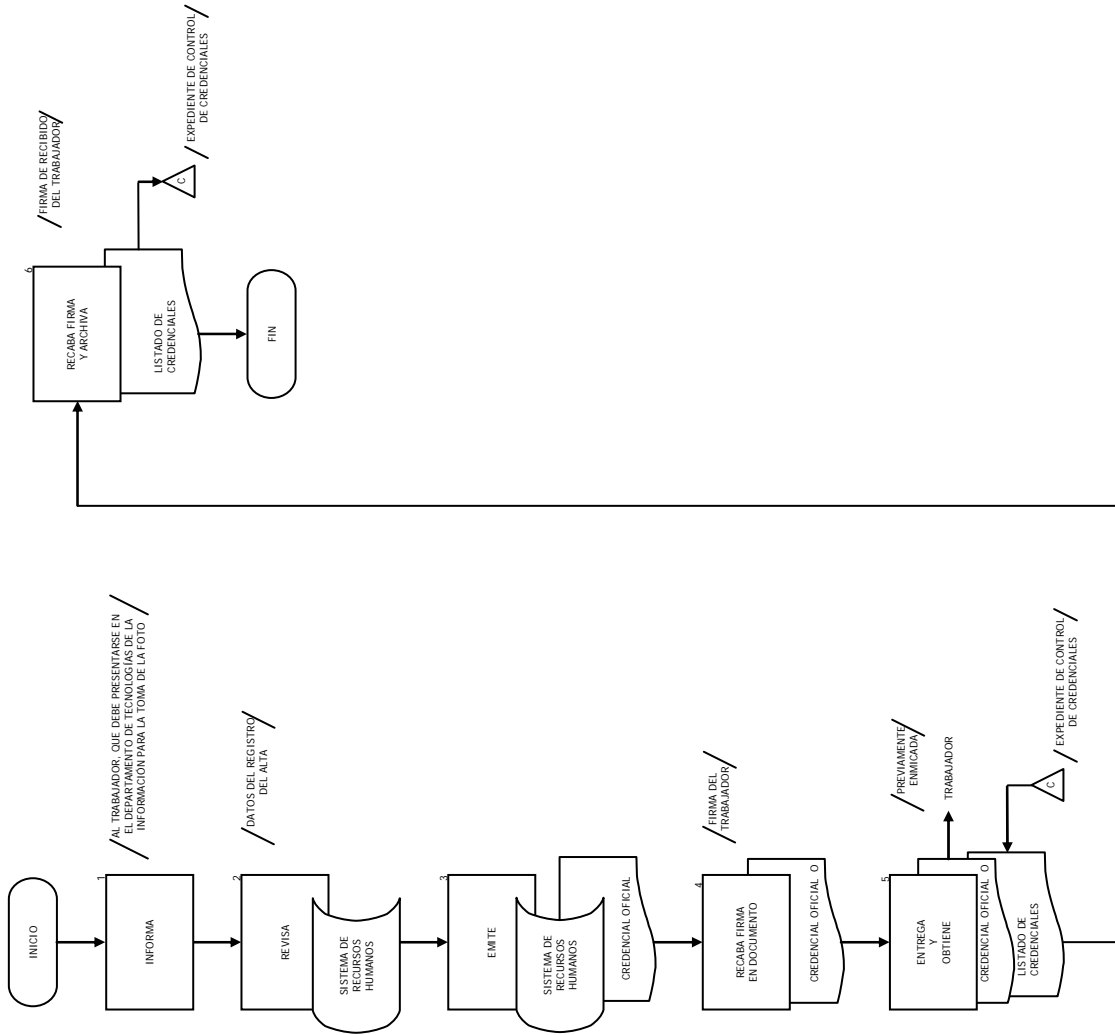 INICIO
1
INFORMA
AL TRABAJADOR, QUE DEBE PRESENTARSE EN
EL DEPARTAMENTO DE TECNOLOGÍAS DE LA
INFORMACIÓN PARA LA TOMA DE LA FOTO
2
REVISA
DATOS DEL REGISTRO
DEL ALTA
SISTEMA DE
RECURSOS
HUMANOS
3
EMITE
SISTEMA DE
RECURSOS
HUMANOS
CREDENCIAL OFICIAL
4
RECABA FIRMA
EN DOCUMENTO
FIRMA DEL
TRABAJADOR
CREDENCIAL OFICIAL O
5
ENTREGA
Y
OBTIENE
PREVIAMENTE
ENMICADA
TRABAJADOR
CREDENCIAL OFICIAL O
LISTADO DE
CREDENCIALES
C
EXPEDIENTE DE CONTROL
DE CREDENCIALES
6
RECABA FIRMA
Y ARCHIVA
FIRMA DE RECIBIDO
DEL TRABAJADOR
LISTADO DE
CREDENCIALES
C
EXPEDIENTE DE CONTROL
DE CREDENCIALES
FIN